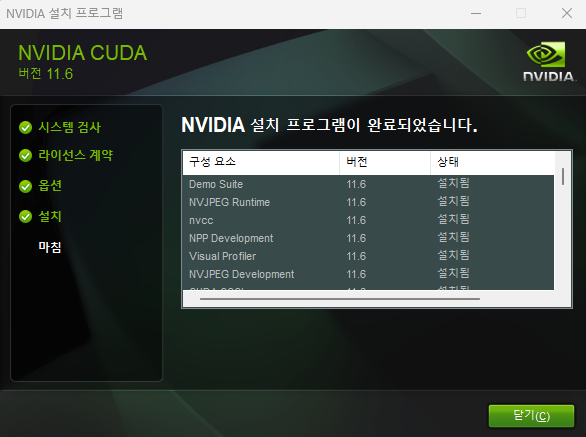 NVIDIA 설치 프로그램
NVIDIA CUDA
버전 11.6
NVIDIA
시스템 검사
라이선스 계약
옵션
설치
마침
NVIDIA 설치 프로그램이 완료되었습니다.
구성 요소 버전 상태
Demo Suite 11.6 설치됨
NVJPEG Runtime 11.6 설치됨
nvcc 11.6 설치됨
NPP Development 11.6 설치됨
Visual Profiler 11.6 설치됨
NVJPEG Development 11.6 설치됨
닫기(C)